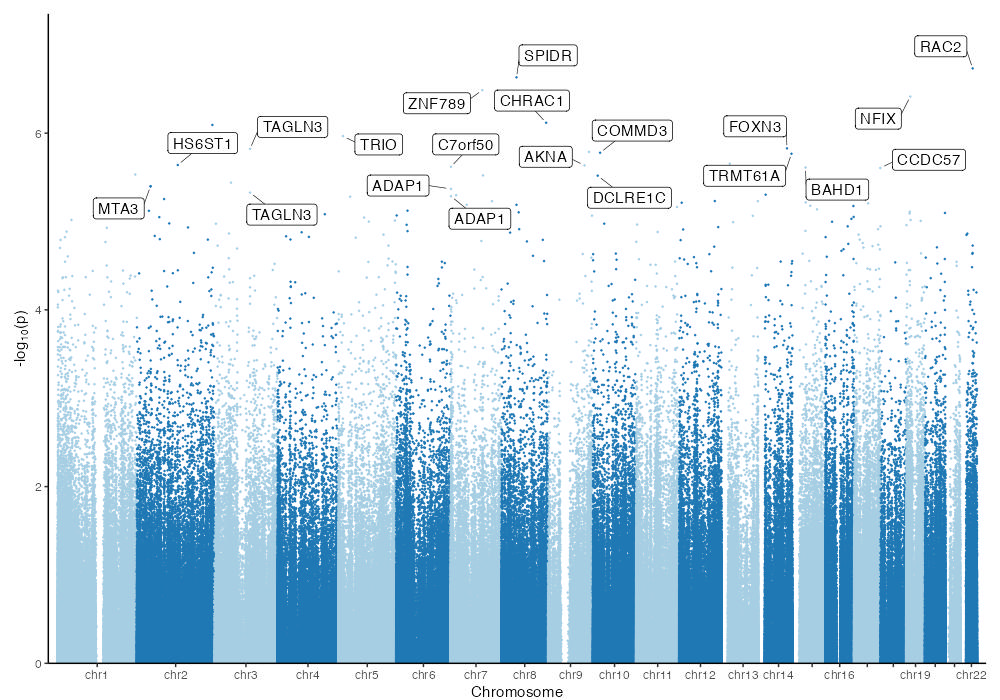 RAC2
SPIDR
ZNF789
CHRAC1
NFIX
TAGLN3
FOXN3
COMMD3
6
HS6ST1
TRIO
C7orf50
AKNA
CCDC57
TRMT61A
ADAP1
BAHD1
DCLRE1C
MTA3
TAGLN3
ADAP1
4
-log10(p)
2
0
chr1 chr2 chr3 chr4 chr5 chr6 chr7 chr8 chr9 chr10 chr11 chr12 chr13 chr14 chr16 chr19 chr22
Chromosome